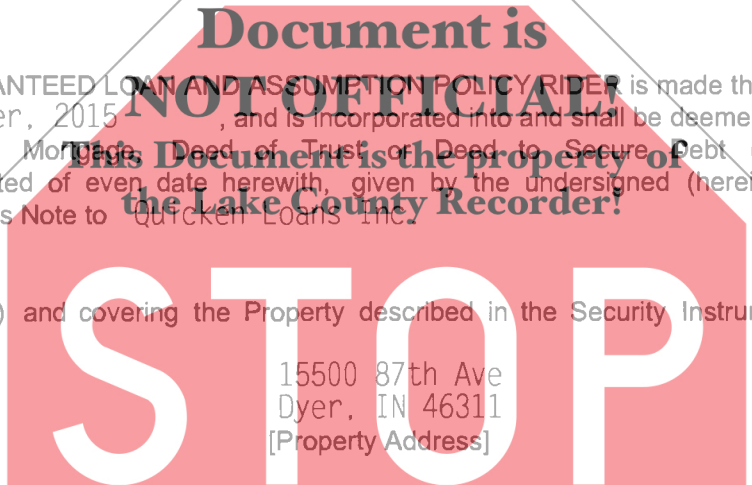 Document is
ANTEED LOAN AND ASSUMPTION POLICY RIDER is made th
NOT OFFICIAL!
er, 2015 , and is incorporated into and shall be deeme
Mortgage, Deed of Trust or Deed to Secure Debt
This Document is the property of
ted of even date herewith, given by the undersigned (herei
the Lake County Recorder!
s Note to Quicken Loans Inc.
) and covering the Property described in the Security Instru
15500 87th Ave
Dyer, IN 46311
[Property Address]
STOP